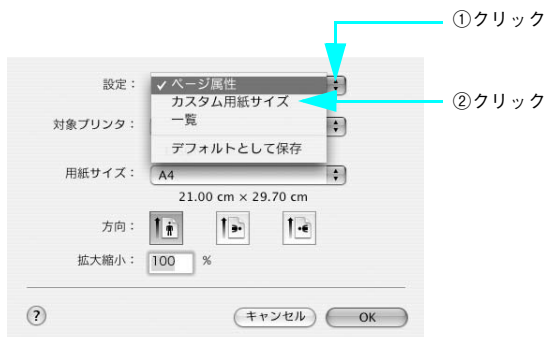 ①クリック
設定：
✓ページ属性
カスタム用紙サイズ
②クリック
一覧
対象プリンタ：
デフォルトとして保存
用紙サイズ：
A4
21.00 cm × 29.70 cm
方向：
拡大縮小：
100 %
?
キャンセル
OK